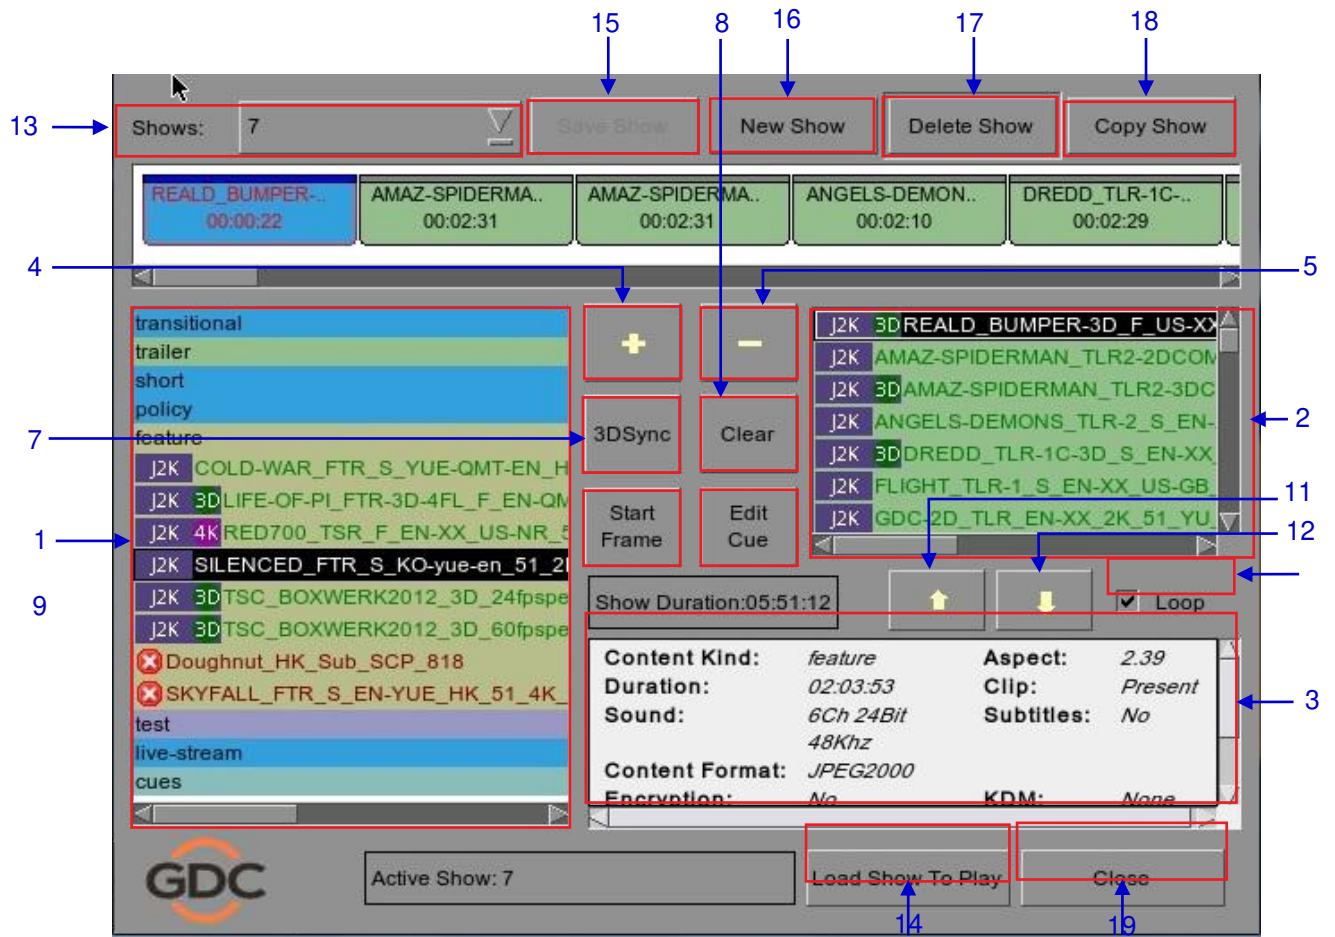 15 8 16 17 18
13 Shows: 7 Save Show New Show Delete Show Copy Show
REALD_BUMPER-.. AMAZ-SPIDERMA.. AMAZ-SPIDERMA.. ANGELS-DEMON.. DREDD_TLR-1C-..
00:00:22 00:02:31 00:02:31 00:02:10 00:02:29
4 5
transitional
trailer
short
policy
feature
J2K COLD-WAR_FTR_S_YUE-QMT-EN_H
J2K 3D LIFE-OF-PI_FTR-3D-4FL_F_EN-QM
J2K 4K RED700_TSR_F_EN-XX_US-NR_5
J2K SILENCED_FTR_S_KO-yue-en_51_2
J2K 3D TSC_BOXWERK2012_3D_24fpspe
J2K 3D TSC_BOXWERK2012_3D_60fpspe
Doughnut_HK_Sub_SCP_818
SKYFALL_FTR_S_EN-YUE_HK_51_4K_
test
live-stream
cues
7
1
9
+ −
3DSync Clear
Start Frame
Edit Cue
J2K 3D REALD_BUMPER-3D_F_US-XX
J2K AMAZ-SPIDERMAN_TLR2-2DCOM
J2K 3D AMAZ-SPIDERMAN_TLR2-3DC
J2K ANGELS-DEMONS_TLR-2_S_EN-
J2K 3D DREDD_TLR-1C-3D_S_EN-XX
J2K FLIGHT_TLR-1_S_EN-XX_US-GB_
J2K GDC-2D_TLR_EN-XX_2K_51_YU_
2
11
12
Show Duration:05:51:12 Loop
Content Kind: feature Aspect: 2.39
Duration: 02:03:53 Clip: Present
Sound: 6Ch 24Bit Subtitles: No
48Khz
Content Format: JPEG2000
Encryption: No KDM: None
3
GDC Active Show: 7 Load Show To Play Close
14 19